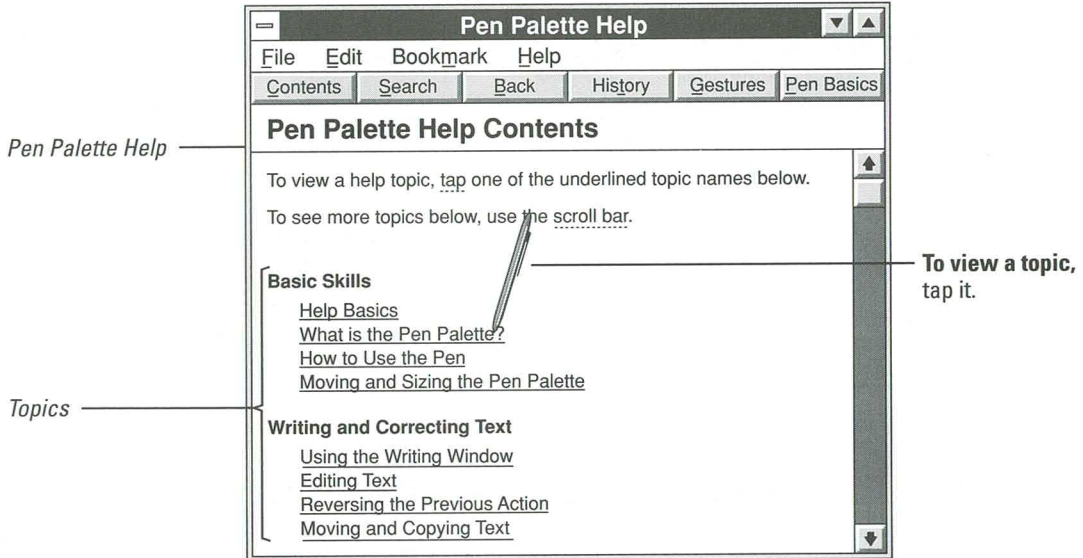 Pen Palette Help
File Edit Bookmark Help
Contents Search Back History Gestures Pen Basics
Pen Palette Help Contents
Pen Palette Help
To view a help topic, tap one of the underlined topic names below.
To see more topics below, use the scroll bar.
To view a topic,
tap it.
Basic Skills
Help Basics
What is the Pen Palette?
How to Use the Pen
Moving and Sizing the Pen Palette
Topics
Writing and Correcting Text
Using the Writing Window
Editing Text
Reversing the Previous Action
Moving and Copying Text